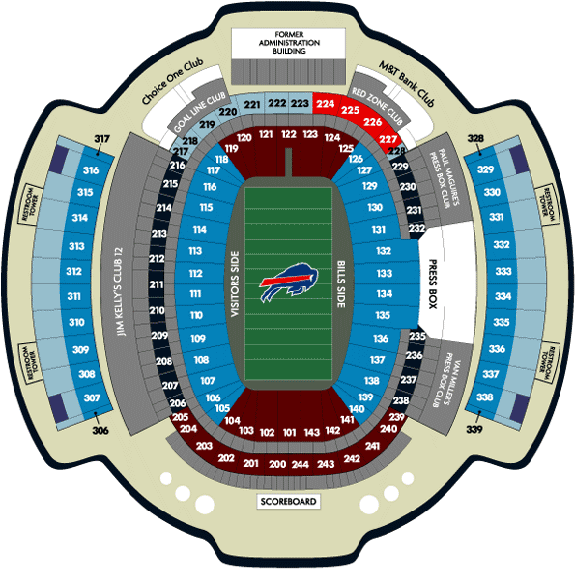 FORMER
ADMINISTRATION
BUILDING
Choice One Club
M&T Bank Club
GOAL LINE CLUB
RED ZONE CLUB
221 222 223 224 225
220 226
219 227
218 228
217
216 229
215 230
214 231
213 232
212
211
210
209
208
207 235
206 236
205 237
204 238
203 239
202 240
201 200 244 243 242
241
120 121 122 123 124
119 125
118 126
117 127
116 129
115 130
114 131
113 132
112 133
111 134
110 135
109 136
108 137
107 138
106 139
105 140
104 141
103 102 101 143 142
317
316
315
314
313
312
311
310
309
308
307
306
328
329
330
331
332
333
334
335
336
337
338
339
RESTROOM
TOWER
RESTROOM
TOWER
RESTROOM
TOWER
RESTROOM
TOWER
JIM KELLY'S CLUB 12
VISITORS SIDE
BILLS SIDE
PRESS BOX
PAUL MAGUIRE'S
PRESS BOX CLUB
VAN MILLER'S
PRESS BOX CLUB
SCOREBOARD